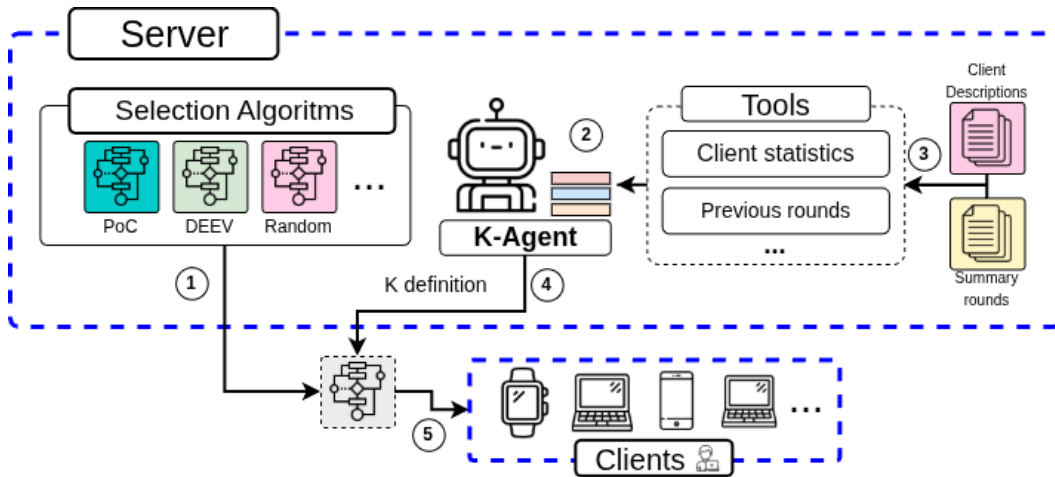 Server
Selection Algoritms
PoC
DEEV
Random
...
K-Agent
2
Tools
Client statistics
Previous rounds
...
3
Client
Descriptions
Summary
rounds
1
K definition
4
5
...
Clients